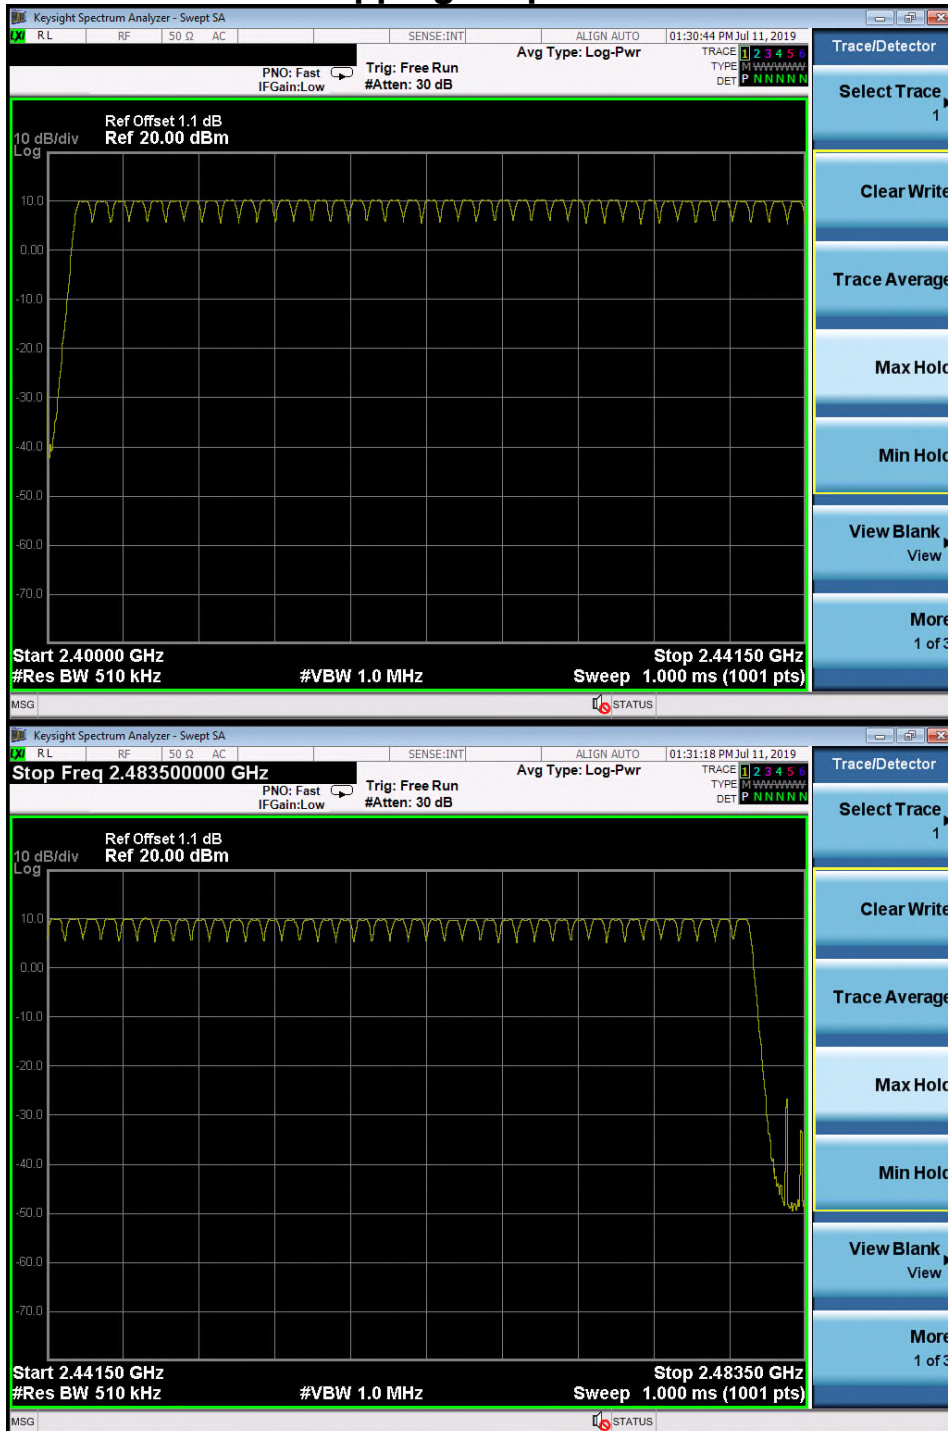 Keysight Spectrum Analyzer - Swept SA
LXI RL RF 50 Ω AC SENSE:INT ALIGN AUTO 01:30:44 PM Jul 11, 2019
Avg Type: Log-Pwr TRACE 1 2 3 4 5 6
PNO: Fast Trig: Free Run TYPE M WWWWW
IFGain:Low #Atten: 30 dB DET P N N N N N
Trace/Detector
Select Trace
1
Clear Write
Trace Average
Max Hold
Min Hold
View Blank
View
More
1 of 3
Ref Offset 1.1 dB
10 dB/div Ref 20.00 dBm
Log
10.0
0.00
-10.0
-20.0
-30.0
-40.0
-50.0
-60.0
-70.0
Start 2.40000 GHz Stop 2.44150 GHz
#Res BW 510 kHz #VBW 1.0 MHz Sweep 1.000 ms (1001 pts)
MSG STATUS
Keysight Spectrum Analyzer - Swept SA
LXI RL RF 50 Ω AC SENSE:INT ALIGN AUTO 01:31:18 PM Jul 11, 2019
Stop Freq 2.483500000 GHz Avg Type: Log-Pwr TRACE 1 2 3 4 5 6
PNO: Fast Trig: Free Run TYPE M WWWWW
IFGain:Low #Atten: 30 dB DET P N N N N N
Trace/Detector
Select Trace
1
Clear Write
Trace Average
Max Hold
Min Hold
View Blank
View
More
1 of 3
Ref Offset 1.1 dB
10 dB/div Ref 20.00 dBm
Log
10.0
0.00
-10.0
-20.0
-30.0
-40.0
-50.0
-60.0
-70.0
Start 2.44150 GHz Stop 2.48350 GHz
#Res BW 510 kHz #VBW 1.0 MHz Sweep 1.000 ms (1001 pts)
MSG STATUS